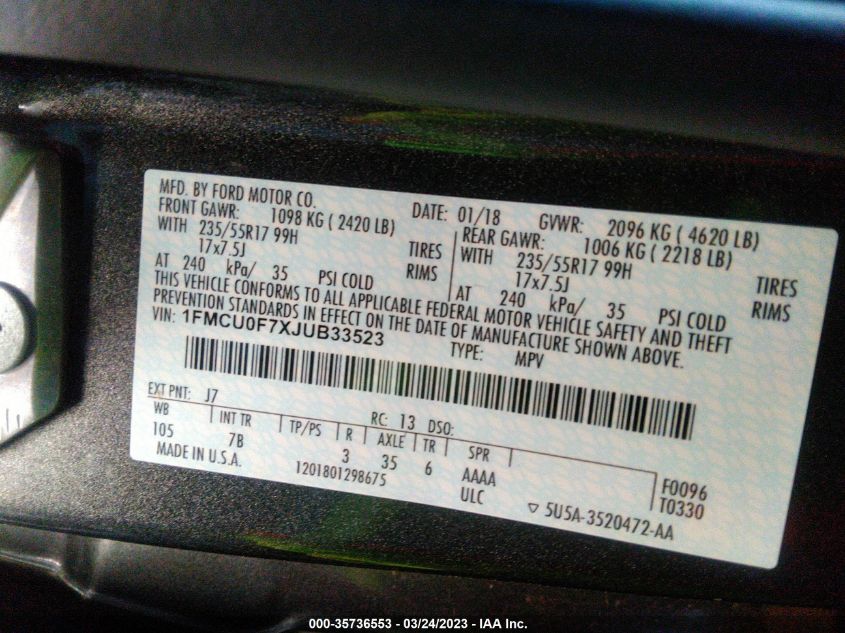 MFD. BY FORD MOTOR CO. DATE: 01/18 GVWR: 2096 KG ( 4620 LB)
FRONT GAWR: 1098 KG ( 2420 LB) REAR GAWR: 1006 KG ( 2218 LB)
WITH 235/55R17 99H TIRES WITH 235/55R17 99H TIRES
17x7.5J RIMS 17x7.5J RIMS
AT 240 kPa/ 35 PSI COLD AT 240 kPa/ 35 PSI COLD
THIS VEHICLE CONFORMS TO ALL APPLICABLE FEDERAL MOTOR VEHICLE SAFETY AND THEFT
PREVENTION STANDARDS IN EFFECT ON THE DATE OF MANUFACTURE SHOWN ABOVE.
VIN: 1FMCU0F7XJUB33523 TYPE: MPV
EXT PNT: J7 RC: 13 DSO:
WB INT TR TP/PS R AXLE TR SPR
105 7B 3 35 6 AAAA F0096
MADE IN U.S.A. 1201801298675 ULC T0330
▽ 5U5A-3520472-AA
000-35736553 - 03/24/2023 - IAA Inc.